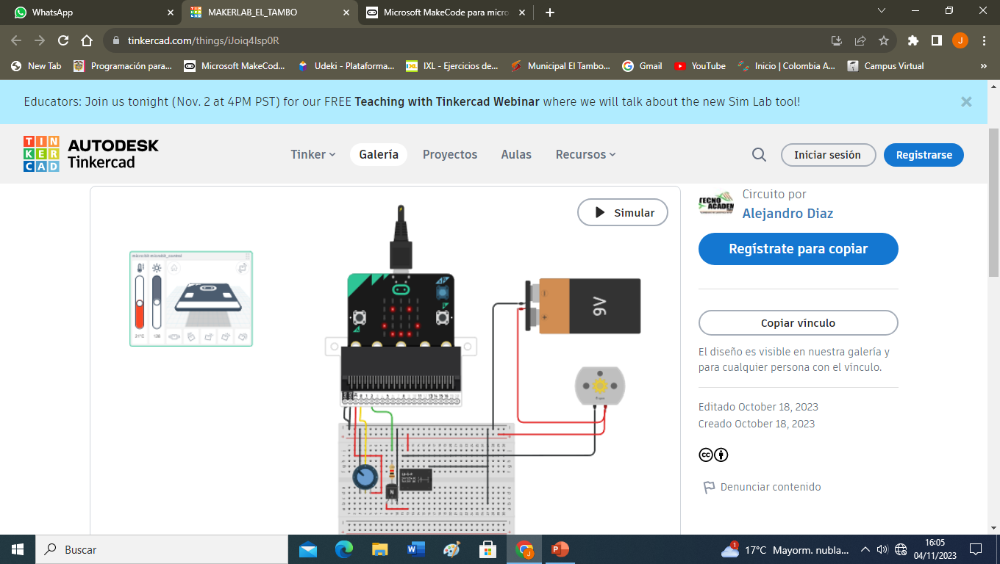 WhatsApp
MAKERLAB_EL_TAMBO
Microsoft MakeCode para micro
tinkercad.com/things/iJoiq4lsp0R
J
New Tab
Programación para...
Microsoft MakeCod...
Udeki - Plataforma...
IXL - Ejercicios de...
Municipal El Tambo...
Gmail
YouTube
Inicio | Colombia A...
Campus Virtual
»
Educators: Join us tonight (Nov. 2 at 4PM PST) for our FREE Teaching with Tinkercad Webinar where we will talk about the new Sim Lab tool!
TIN
KER
CAD
AUTODESK
Tinkercad
Tinker
Galería
Proyectos
Aulas
Recursos
Iniciar sesión
Registrarse
Simular
9V
TECNO
ACADEM
Circuito por
Alejandro Diaz
Regístrate para copiar
Copiar vínculo
El diseño es visible en nuestra galería y
para cualquier persona con el vínculo.
Editado October 18, 2023
Creado October 18, 2023
cc
Denunciar contenido
Buscar
1
17°C Mayorm. nubla...
16:05
04/11/2023